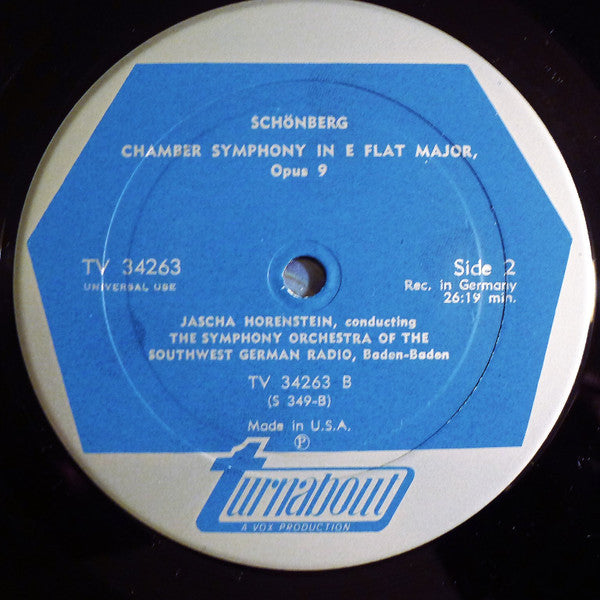 SCHÖNBERG
CHAMBER SYMPHONY IN E FLAT MAJOR,
Opus 9
TV 34263
UNIVERSAL USE
Side 2
Rec. in Germany
26:19 min.
JASCHA HORENSTEIN, conducting
THE SYMPHONY ORCHESTRA OF THE
SOUTHWEST GERMAN RADIO, Baden-Baden
TV 34263 B
(S 349-B)
Made in U.S.A.
℗
turnabout
A VOX PRODUCTION